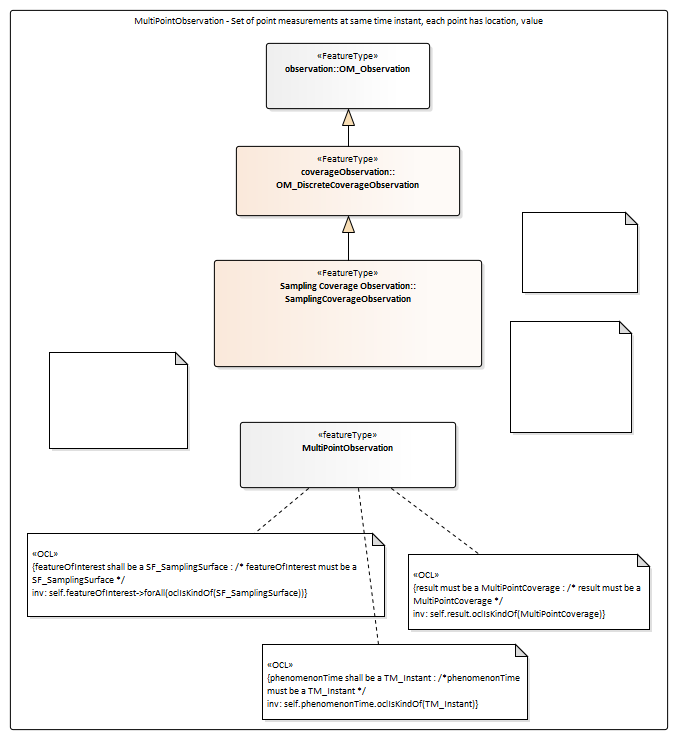 MultiPointObservation - Set of point measurements at same time instant, each point has location, value
«FeatureType»
observation::OM_Observation
«FeatureType»
coverageObservation::
OM_DiscreteCoverageObservation
«FeatureType»
Sampling Coverage Observation::
SamplingCoverageObservation
«featureType»
MultiPointObservation
«OCL»
{featureOfInterest shall be a SF_SamplingSurface : /* featureOfInterest must be a
SF_SamplingSurface */
inv: self.featureOfInterest->forAll(oclIsKindOf(SF_SamplingSurface))}
«OCL»
{result must be a MultiPointCoverage : /* result must be a
MultiPointCoverage */
inv: self.result.oclIsKindOf(MultiPointCoverage)}
«OCL»
{phenomenonTime shall be a TM_Instant : /*phenomenonTime
must be a TM_Instant */
inv: self.phenomenonTime.oclIsKindOf(TM_Instant)}